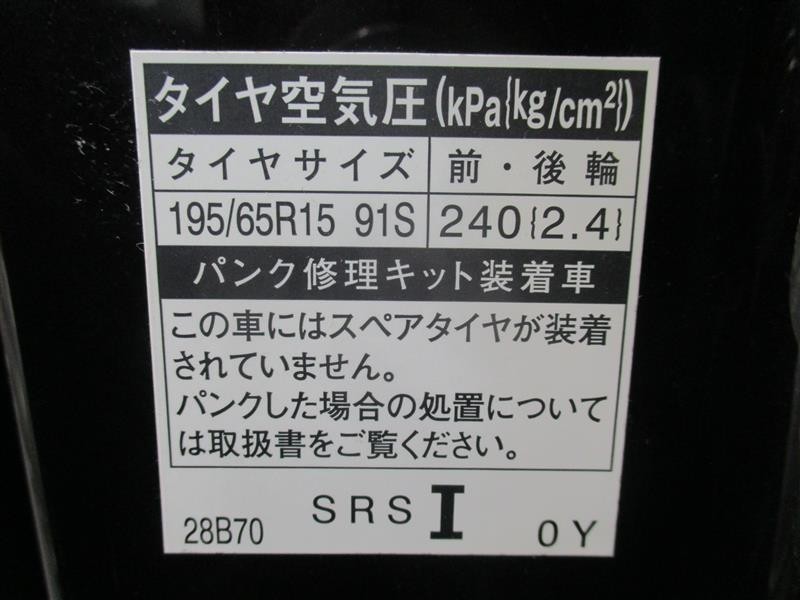 タイヤ空気圧(kPa{kg/cm²})
タイヤサイズ 前・後輪
195/65R15 91S 240{2.4}
パンク修理キット装着車
この車にはスペアタイヤが装着
されていません。
パンクした場合の処置について
は取扱書をご覧ください。
28B70 SRS I 0Y